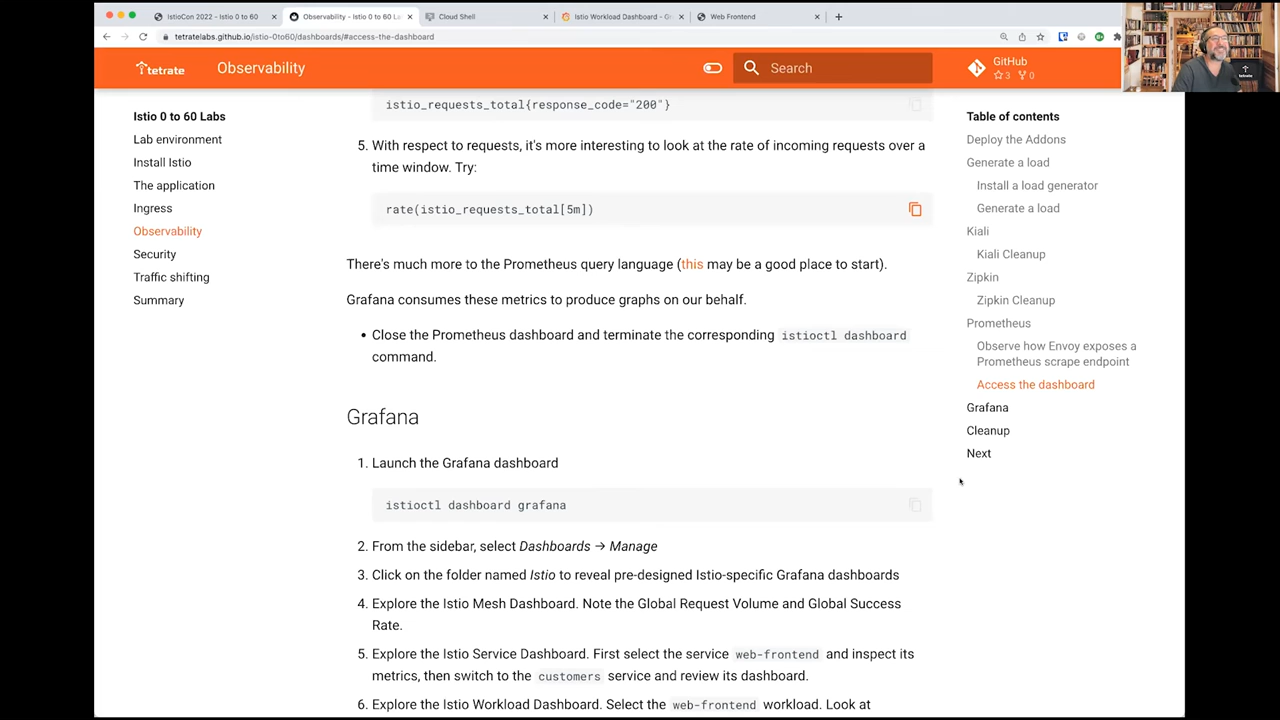 IstioCon 2022 - Istio 0 to 60
Observability - Istio 0 to 60 La
Cloud Shell
Istio Workload Dashboard - G
Web Frontend
tetratelabs.github.io/istio-0to60/dashboards/#access-the-dashboard
tetrate
Observability
Search
GitHub
0
0
tetrate
Istio 0 to 60 Labs
Lab environment
Install Istio
The application
Ingress
Observability
Security
Traffic shifting
Summary
istio_requests_total{response_code="200"}
5. With respect to requests, it's more interesting to look at the rate of incoming requests over a
time window. Try:
rate(istio_requests_total[5m])
There's much more to the Prometheus query language (this may be a good place to start).
Grafana consumes these metrics to produce graphs on our behalf.
• Close the Prometheus dashboard and terminate the corresponding istioctl dashboard
command.
Grafana
1. Launch the Grafana dashboard
istioctl dashboard grafana
2. From the sidebar, select Dashboards → Manage
3. Click on the folder named Istio to reveal pre-designed Istio-specific Grafana dashboards
4. Explore the Istio Mesh Dashboard. Note the Global Request Volume and Global Success
Rate.
5. Explore the Istio Service Dashboard. First select the service web-frontend and inspect its
metrics, then switch to the customers service and review its dashboard.
6. Explore the Istio Workload Dashboard. Select the web-frontend workload. Look at
Table of contents
Deploy the Addons
Generate a load
Install a load generator
Generate a load
Kiali
Kiali Cleanup
Zipkin
Zipkin Cleanup
Prometheus
Observe how Envoy exposes a
Prometheus scrape endpoint
Access the dashboard
Grafana
Cleanup
Next